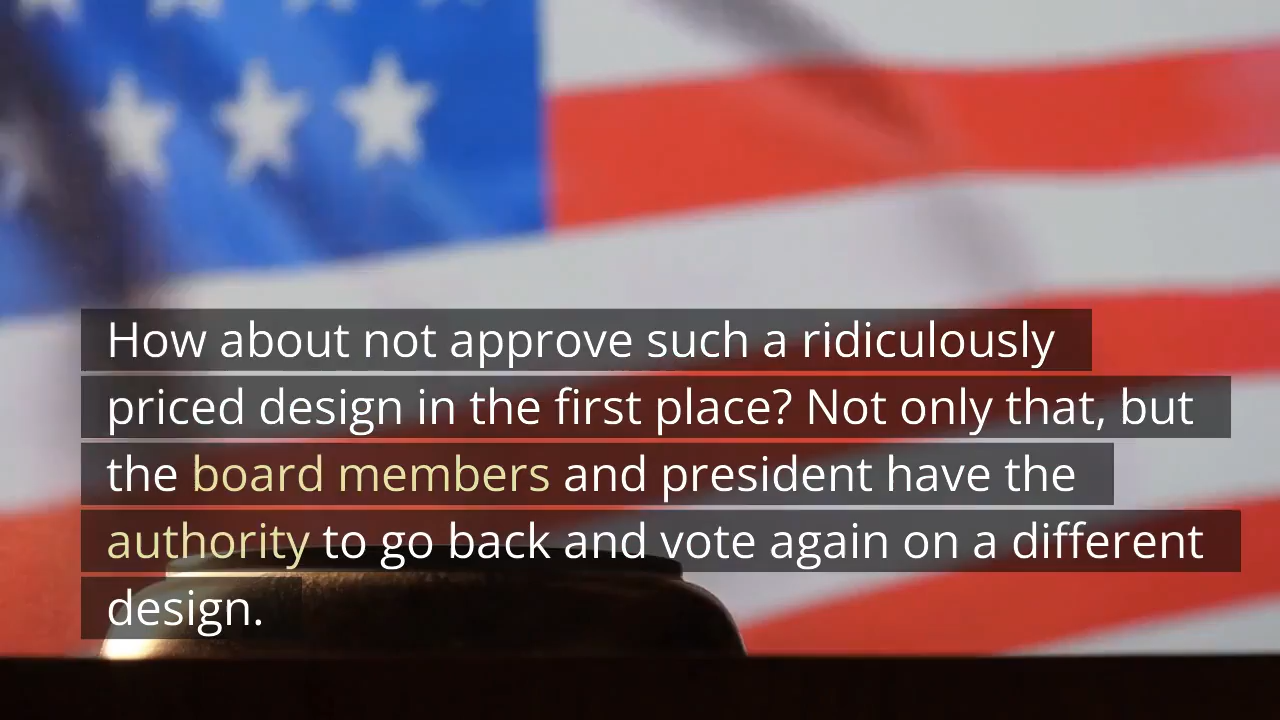 How about not approve such a ridiculously
priced design in the first place? Not only that, but
the board members and president have the
authority to go back and vote again on a different
design.